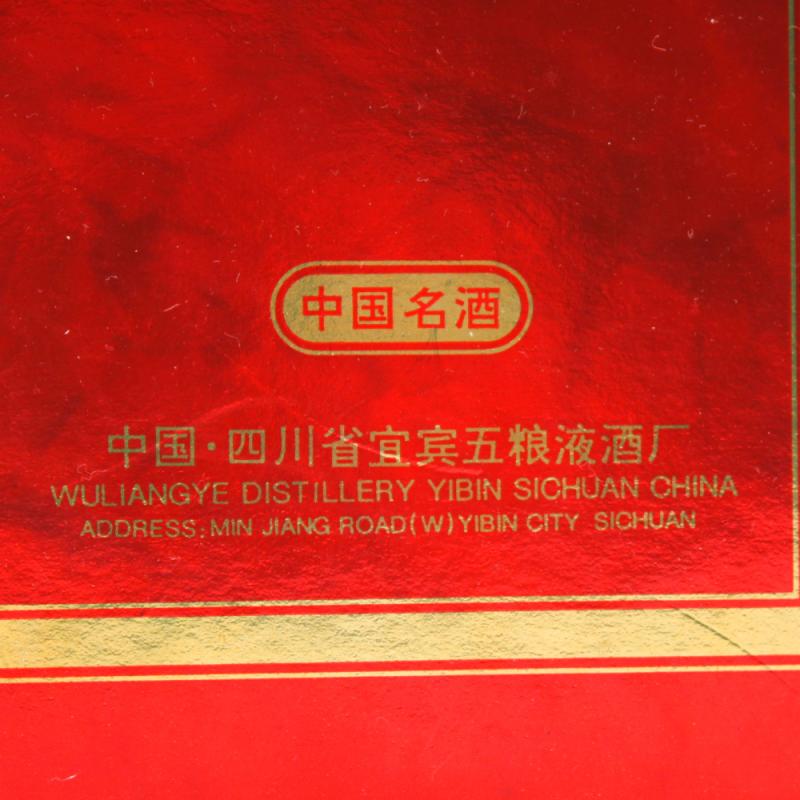 中国名酒
中国·四川省宜宾五粮液酒厂
WULIANGYE DISTILLERY YIBIN SICHUAN CHINA
ADDRESS:MIN JIANG ROAD(W)YIBIN CITY SICHUAN